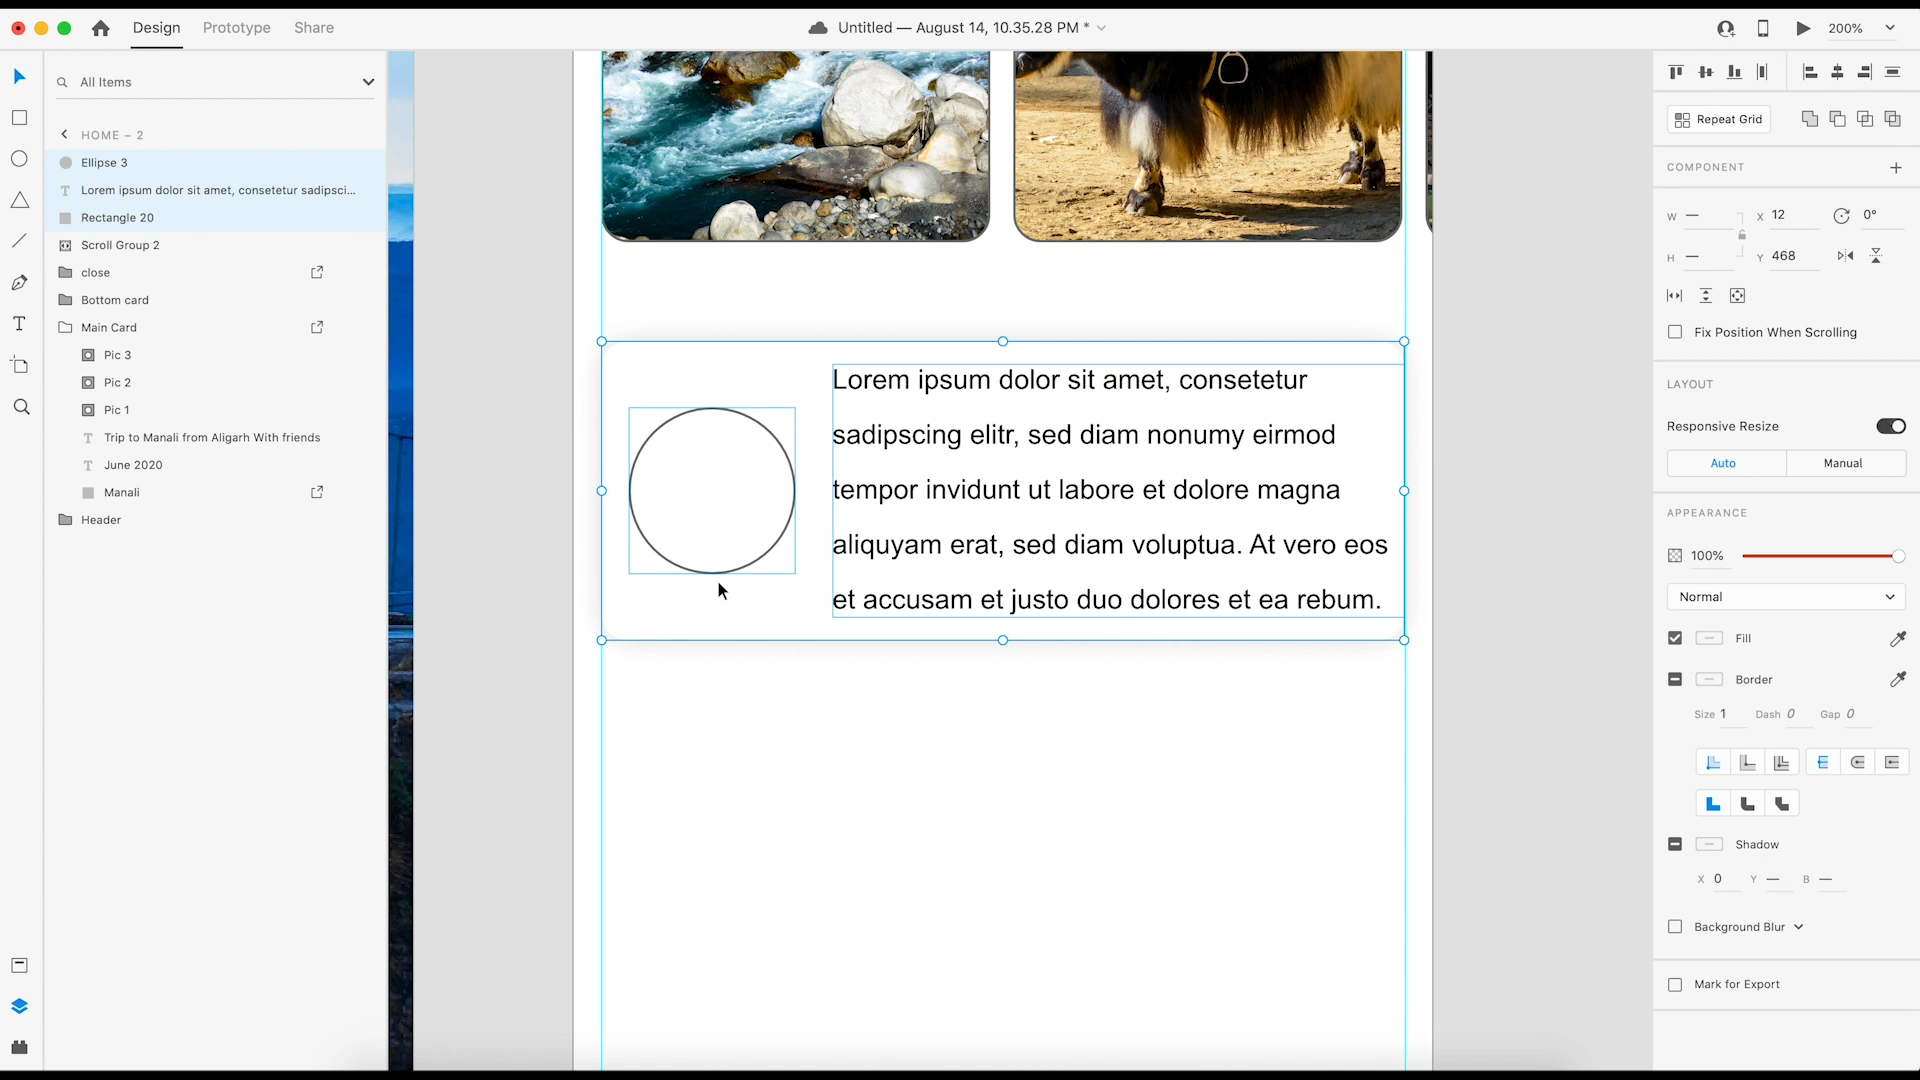 Design Prototype Share
Untitled — August 14, 10.35.28 PM *
200%
All Items
HOME – 2
Ellipse 3
Lorem ipsum dolor sit amet, consetetur sadipsci...
Rectangle 20
Scroll Group 2
close
Bottom card
Main Card
Pic 3
Pic 2
Pic 1
Trip to Manali from Aligarh With friends
June 2020
Manali
Header
Lorem ipsum dolor sit amet, consetetur
sadipscing elitr, sed diam nonumy eirmod
tempor invidunt ut labore et dolore magna
aliquyam erat, sed diam voluptua. At vero eos
et accusam et justo duo dolores et ea rebum.
Repeat Grid
COMPONENT
W — X 12 0°
H — Y 468
Fix Position When Scrolling
LAYOUT
Responsive Resize
Auto Manual
APPEARANCE
100%
Normal
Fill
Border
Size 1 Dash 0 Gap 0
Shadow
X 0 Y — B —
Background Blur
Mark for Export